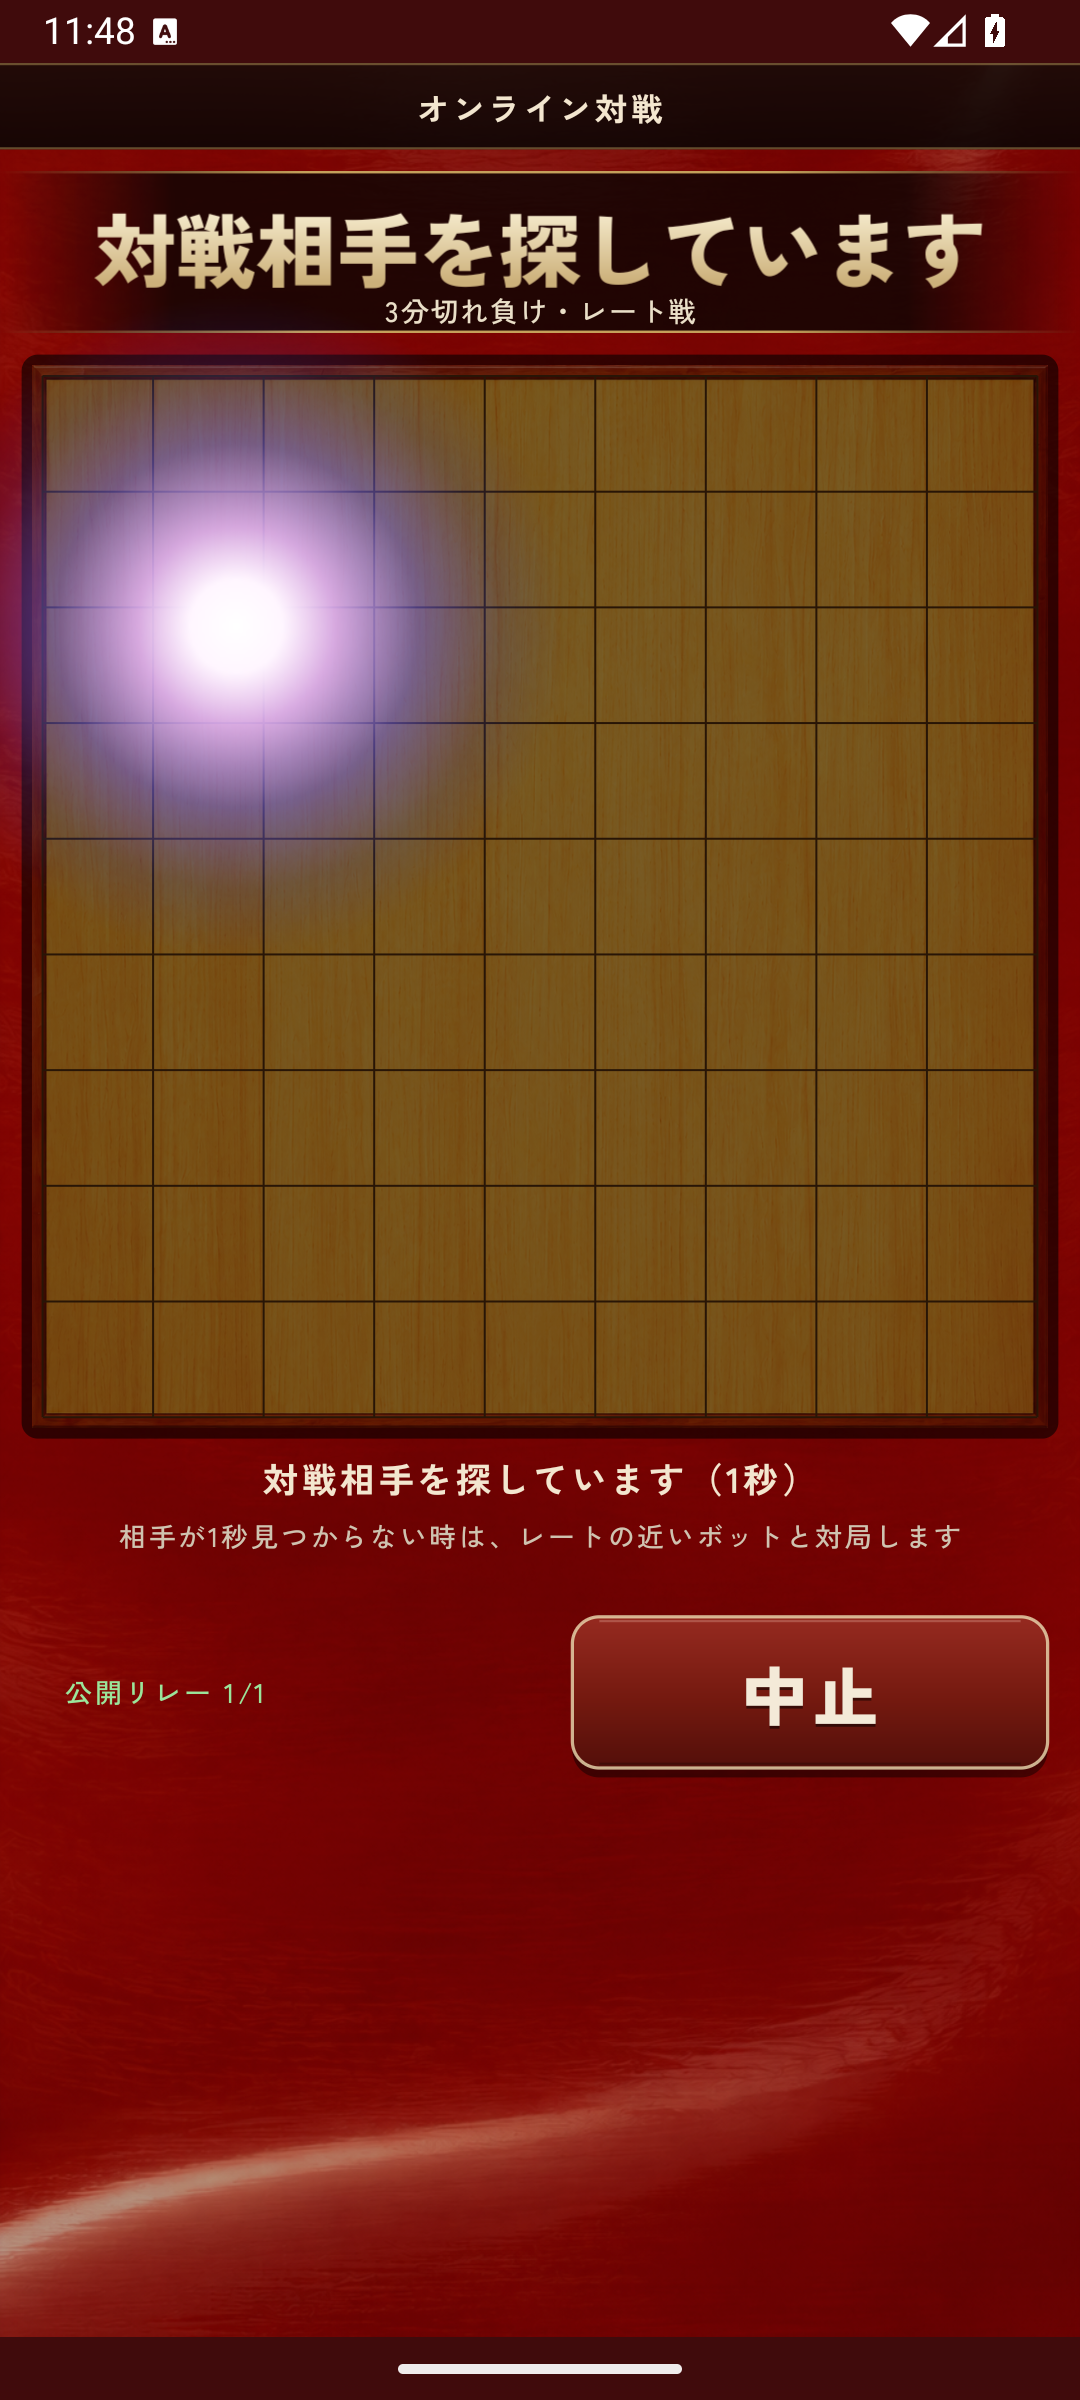 11:48
オンライン対戦
対戦相手を探しています
3分切れ負け・レート戦
対戦相手を探しています（1秒）
相手が1秒見つからない時は、レートの近いボットと対局します
公開リレー 1/1
中止